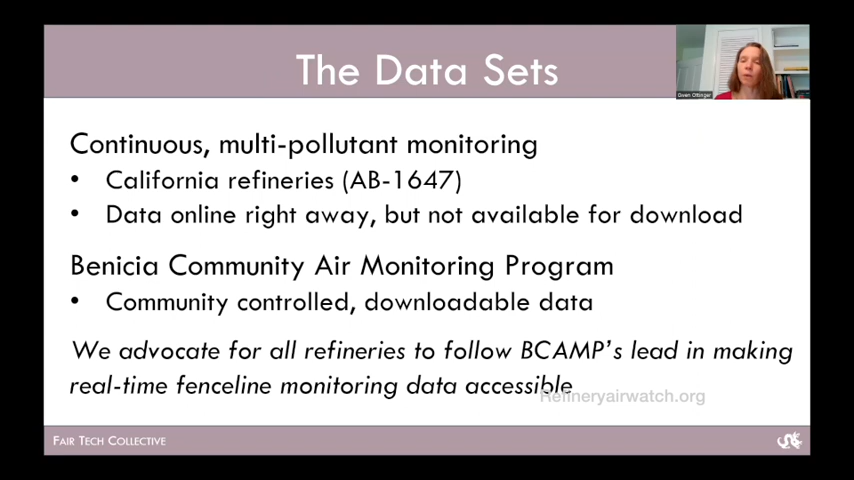 The Data Sets
Gwen Ottinger
Continuous, multi-pollutant monitoring
• California refineries (AB-1647)
• Data online right away, but not available for download
Benicia Community Air Monitoring Program
• Community controlled, downloadable data
We advocate for all refineries to follow BCAMP's lead in making
real-time fenceline monitoring data accessible
Refineryairwatch.org
FAIR TECH COLLECTIVE